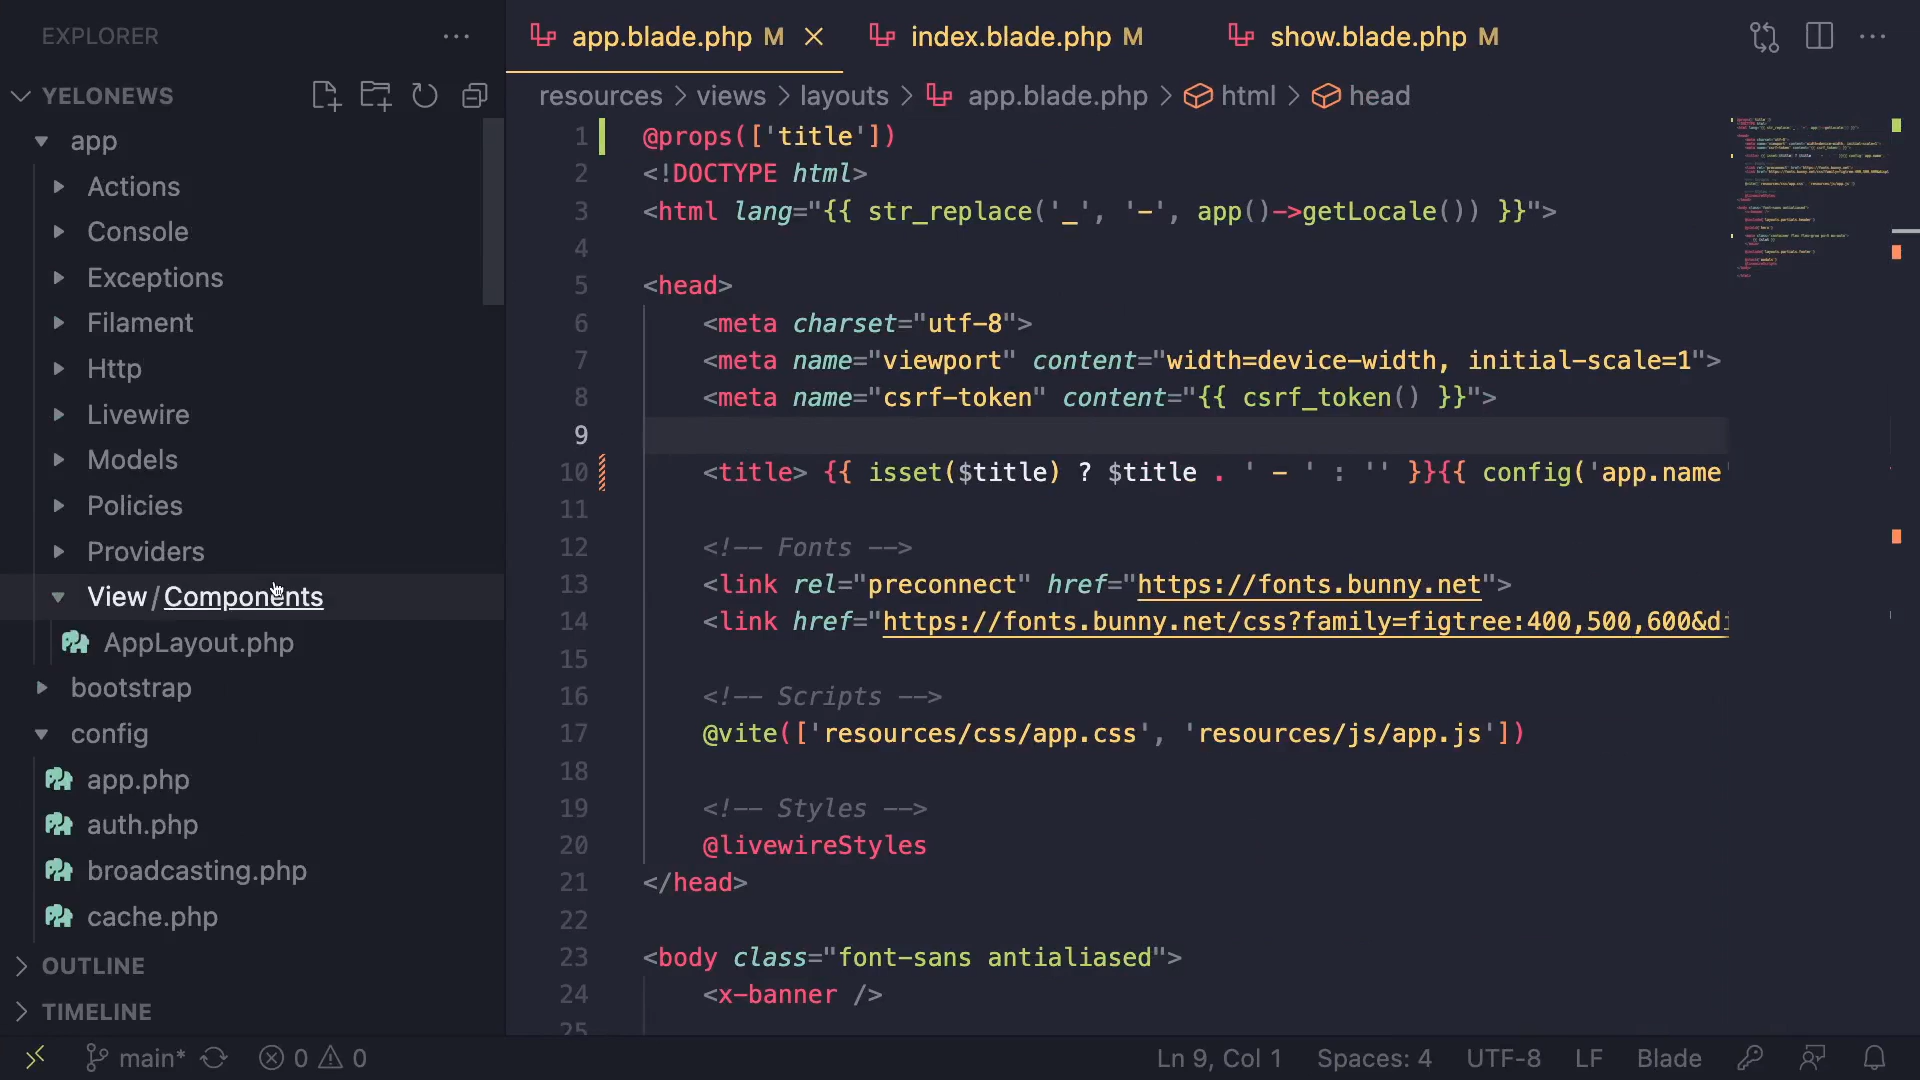 EXPLORER
YELONEWS
app
Actions
Console
Exceptions
Filament
Http
Livewire
Models
Policies
Providers
View/Components
AppLayout.php
bootstrap
config
app.php
auth.php
broadcasting.php
cache.php
OUTLINE
TIMELINE
app.blade.php M
index.blade.php M
show.blade.php M
resources > views > layouts > app.blade.php > html > head
1 @props(['title'])
2 <!DOCTYPE html>
3 <html lang="{{ str_replace('_', '-', app()->getLocale()) }}">
4
5 <head>
6 <meta charset="utf-8">
7 <meta name="viewport" content="width=device-width, initial-scale=1">
8 <meta name="csrf-token" content="{{ csrf_token() }}">
9
10 <title> {{ isset($title) ? $title . ' - ' : '' }}{{ config('app.name'
11
12 <!-- Fonts -->
13 <link rel="preconnect" href="https://fonts.bunny.net">
14 <link href="https://fonts.bunny.net/css?family=figtree:400,500,600&di
15
16 <!-- Scripts -->
17 @vite(['resources/css/app.css', 'resources/js/app.js'])
18
19 <!-- Styles -->
20 @livewireStyles
21 </head>
22
23 <body class="font-sans antialiased">
24 <x-banner />
25
main* 0 0 Ln 9, Col 1 Spaces: 4 UTF-8 LF Blade